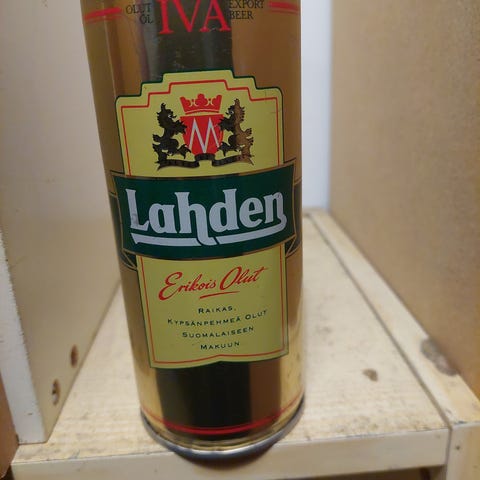 OLUT IVA EXPORT
ÖL BEER
M
Lahden
Erikois Olut
RAIKAS,
KYPSÄNPEHMEÄ OLUT
SUOMALAISEEN
MAKUUN